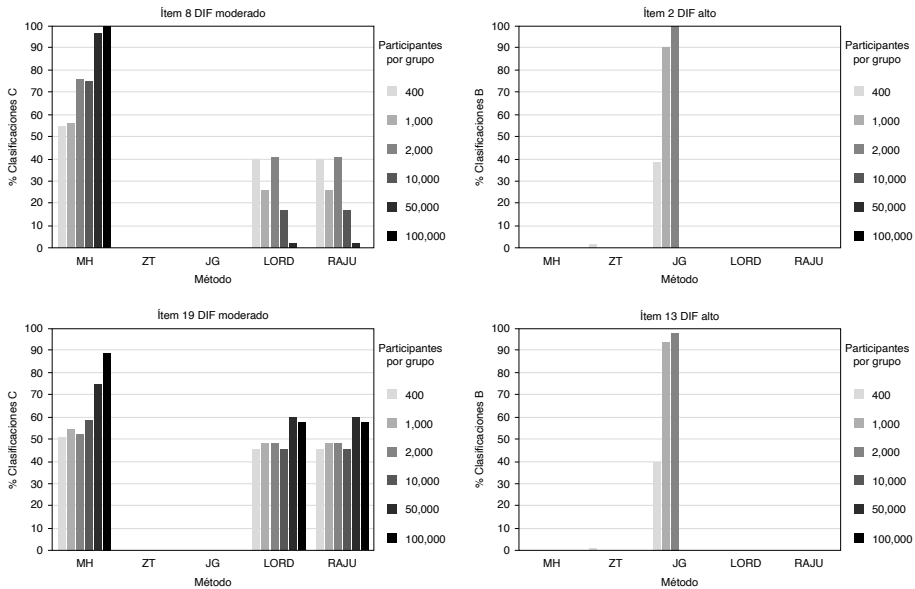 Ítem 8 DIF moderado
% Clasificaciones C
100
90
80
70
60
50
40
30
20
10
0
MH ZT JG LORD RAJU
Método
Participantes
por grupo
400
1,000
2,000
10,000
50,000
100,000
Ítem 2 DIF alto
% Clasificaciones B
100
90
80
70
60
50
40
30
20
10
0
MH ZT JG LORD RAJU
Método
Participantes
por grupo
400
1,000
2,000
10,000
50,000
100,000
Ítem 19 DIF moderado
% Clasificaciones C
100
90
80
70
60
50
40
30
20
10
0
MH ZT JG LORD RAJU
Método
Participantes
por grupo
400
1,000
2,000
10,000
50,000
100,000
Ítem 13 DIF alto
% Clasificaciones B
100
90
80
70
60
50
40
30
20
10
0
MH ZT JG LORD RAJU
Método
Participantes
por grupo
400
1,000
2,000
10,000
50,000
100,000